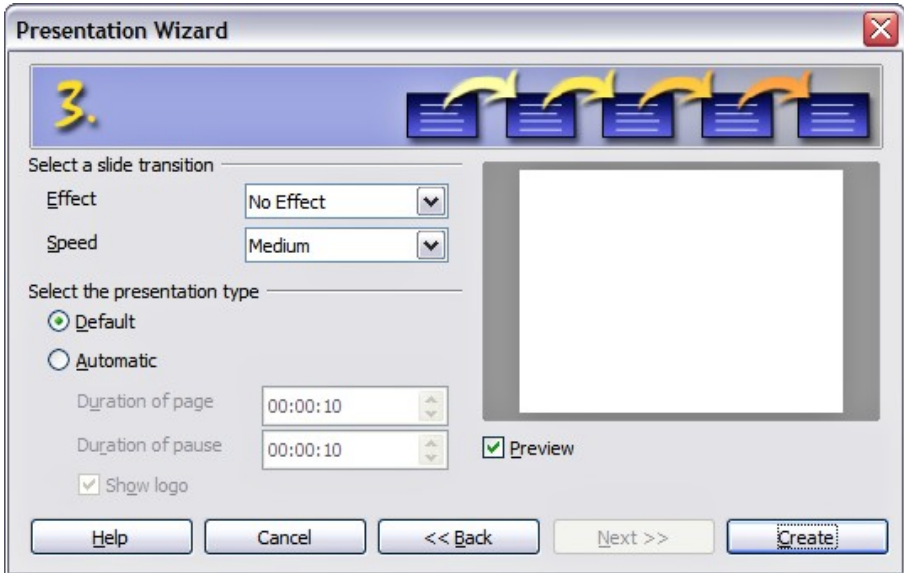 Presentation Wizard
3.
Select a slide transition
Effect No Effect
Speed Medium
Select the presentation type
Default
Automatic
Duration of page 00:00:10
Duration of pause 00:00:10
Preview
Show logo
Help Cancel << Back Next >> Create